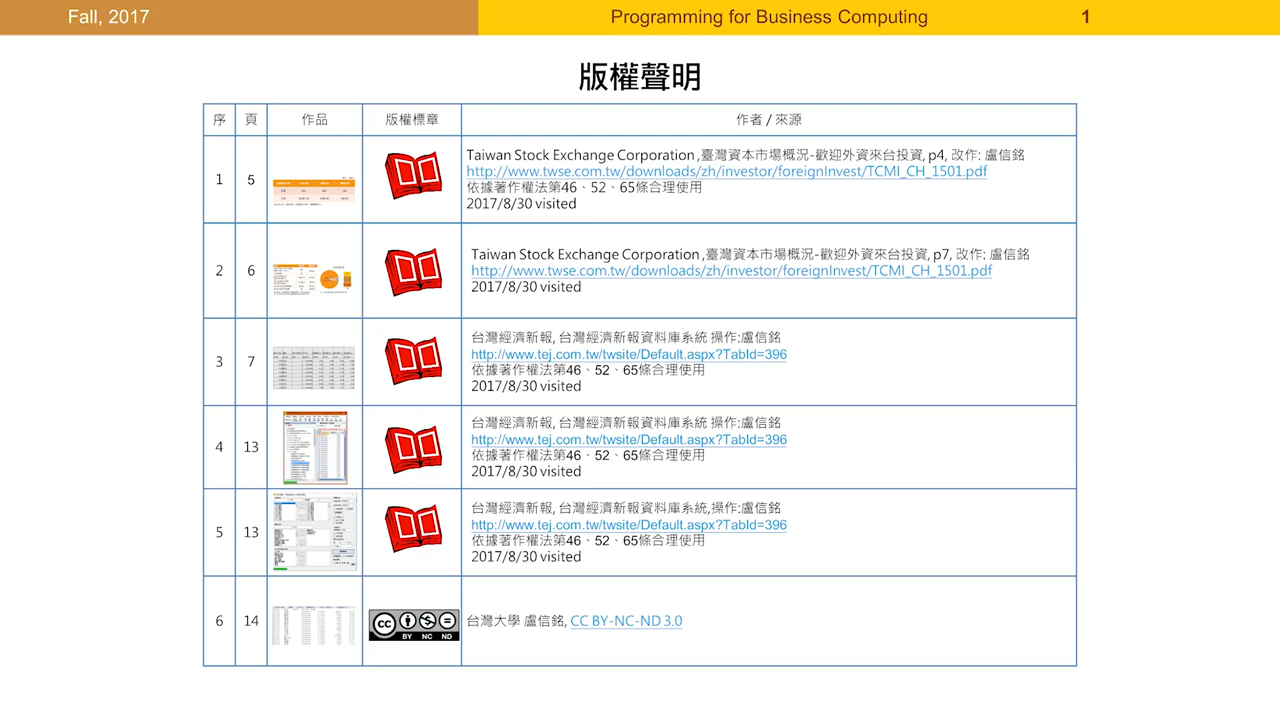 Fall, 2017
Programming for Business Computing
1
版權聲明
序 頁 作品 版權標章 作者 / 來源
1 5
Taiwan Stock Exchange Corporation ,臺灣資本市場概況-歡迎外資來台投資, p4, 改作: 盧信銘
http://www.twse.com.tw/downloads/zh/investor/foreignInvest/TCMI_CH_1501.pdf
依據著作權法第46、52、65條合理使用
2017/8/30 visited
2 6
Taiwan Stock Exchange Corporation ,臺灣資本市場概況-歡迎外資來台投資, p7, 改作: 盧信銘
http://www.twse.com.tw/downloads/zh/investor/foreignInvest/TCMI_CH_1501.pdf
2017/8/30 visited
3 7
台灣經濟新報, 台灣經濟新報資料庫系統 操作:盧信銘
http://www.tej.com.tw/twsite/Default.aspx?TabId=396
依據著作權法第46、52、65條合理使用
2017/8/30 visited
4 13
台灣經濟新報, 台灣經濟新報資料庫系統 操作:盧信銘
http://www.tej.com.tw/twsite/Default.aspx?TabId=396
依據著作權法第46、52、65條合理使用
2017/8/30 visited
5 13
台灣經濟新報, 台灣經濟新報資料庫系統,操作:盧信銘
http://www.tej.com.tw/twsite/Default.aspx?TabId=396
依據著作權法第46、52、65條合理使用
2017/8/30 visited
6 14
cc BY NC ND
台灣大學 盧信銘, CC BY-NC-ND 3.0